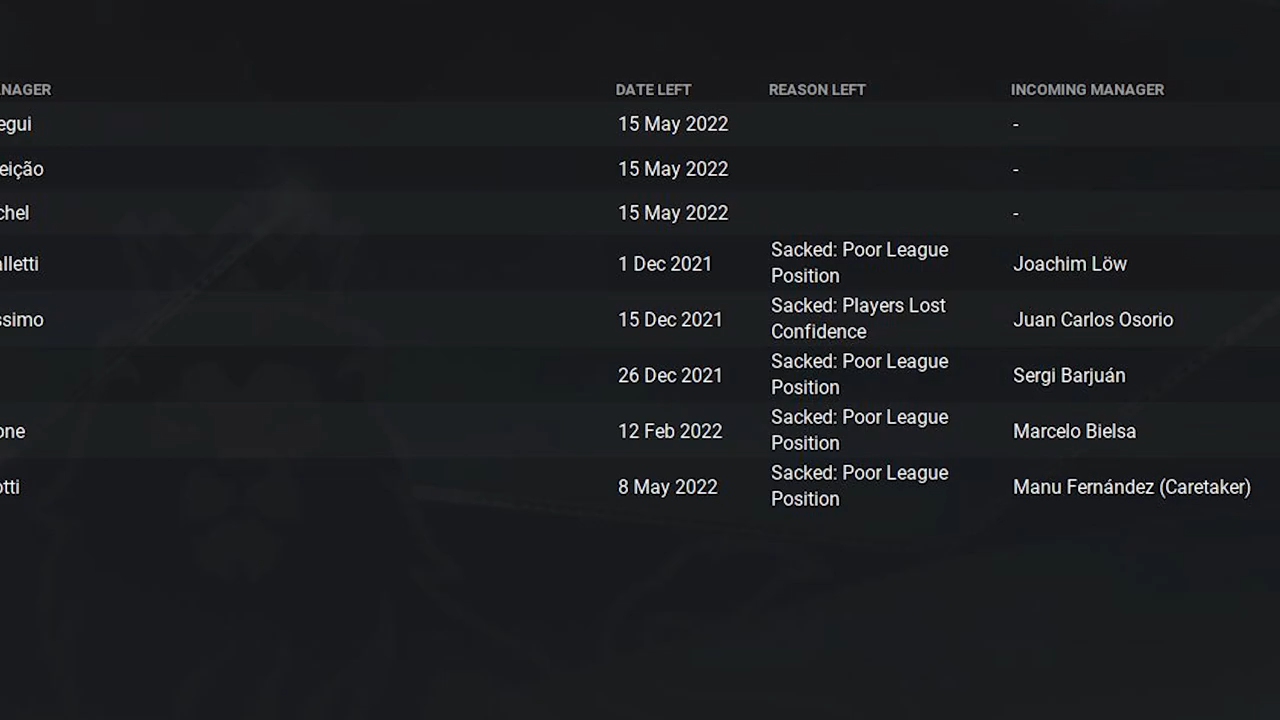 NAGER DATE LEFT REASON LEFT INCOMING MANAGER
egui 15 May 2022 -
eição 15 May 2022 -
chel 15 May 2022 -
lletti 1 Dec 2021 Sacked: Poor League Position Joachim Löw
ssimo 15 Dec 2021 Sacked: Players Lost Confidence Juan Carlos Osorio
26 Dec 2021 Sacked: Poor League Position Sergi Barjuán
one 12 Feb 2022 Sacked: Poor League Position Marcelo Bielsa
otti 8 May 2022 Sacked: Poor League Position Manu Fernández (Caretaker)